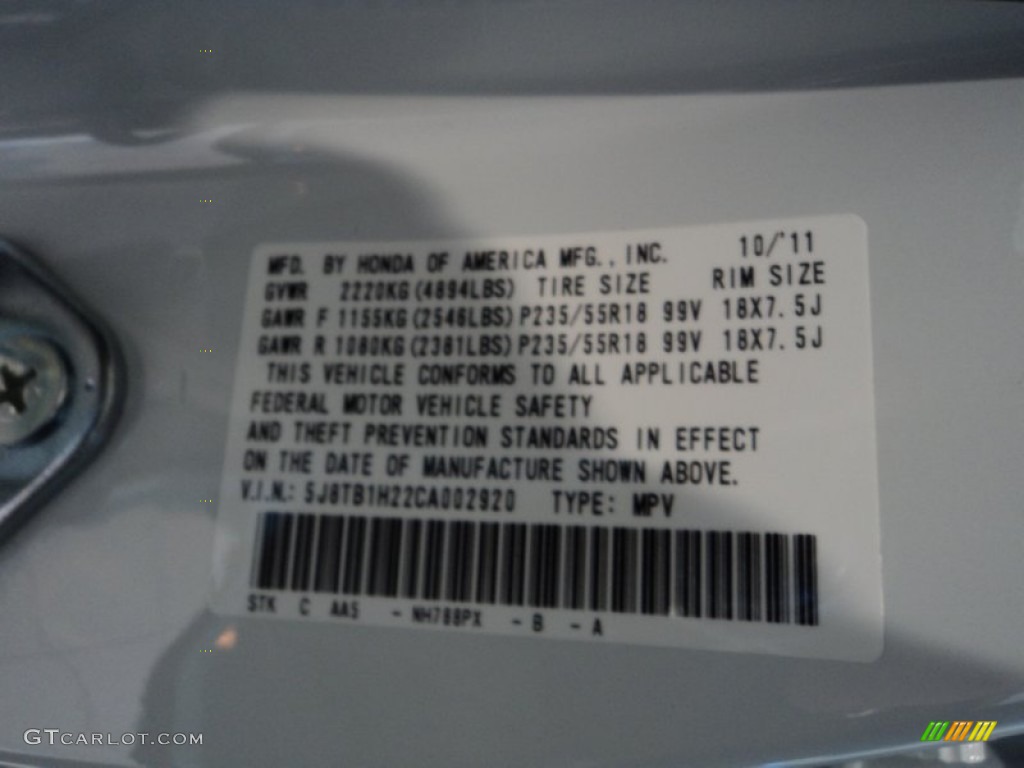 MFD. BY HONDA OF AMERICA MFG., INC. 10/'11
GVWR 2220KG(4894LBS) TIRE SIZE RIM SIZE
GAWR F 1155KG(2546LBS)P235/55R18 99V 18X7.5J
GAWR R 1080KG(2381LBS)P235/55R18 99V 18X7.5J
THIS VEHICLE CONFORMS TO ALL APPLICABLE
FEDERAL MOTOR VEHICLE SAFETY
AND THEFT PREVENTION STANDARDS IN EFFECT
ON THE DATE OF MANUFACTURE SHOWN ABOVE.
V.I.N.: 5J8TB1H22CA002920 TYPE: MPV
STK C AA5 - NH788PX - B - A
GTCARLOT.COM